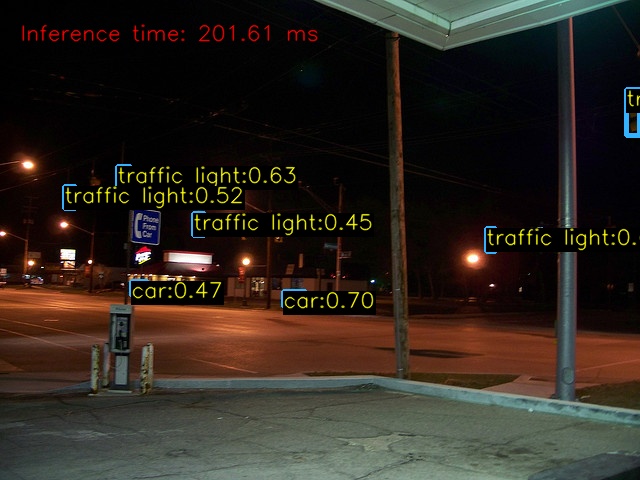 Inference time: 201.61 ms
tr
traffic light:0.63
traffic light:0.52
traffic light:0.45
Phone
From
Car
traffic light:0.
car:0.47
car:0.70